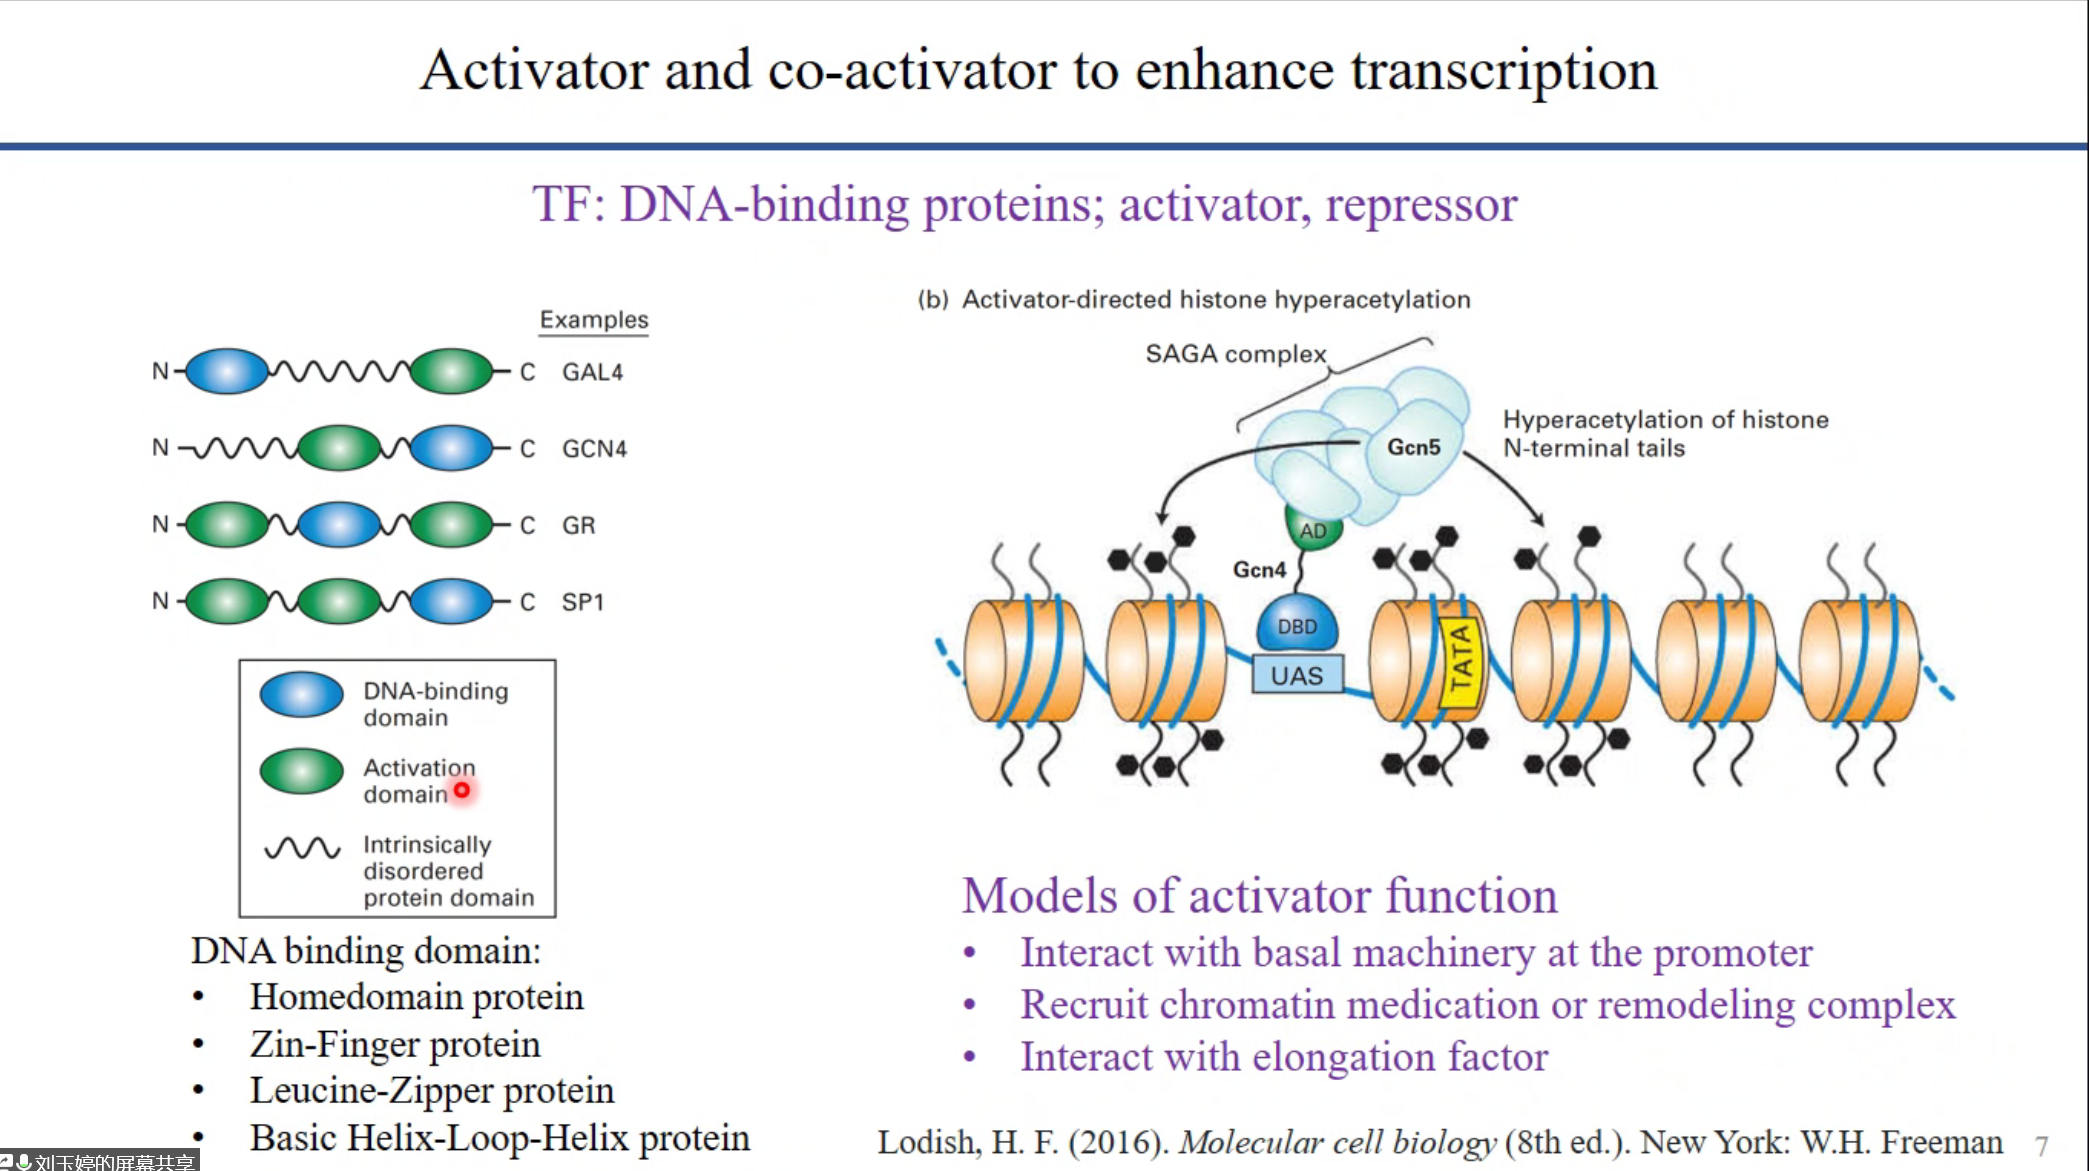 Activator and co-activator to enhance transcription
TF: DNA-binding proteins; activator, repressor
Examples
N C GAL4
N C GCN4
N C GR
N C SP1
DNA-binding
domain
Activation
domain
Intrinsically
disordered
protein domain
DNA binding domain:
• Homedomain protein
• Zin-Finger protein
• Leucine-Zipper protein
• Basic Helix-Loop-Helix protein
(b) Activator-directed histone hyperacetylation
SAGA complex
Gcn5
Hyperacetylation of histone
N-terminal tails
AD
Gcn4
DBD
UAS
TATA
Models of activator function
• Interact with basal machinery at the promoter
• Recruit chromatin medication or remodeling complex
• Interact with elongation factor
Lodish, H. F. (2016). Molecular cell biology (8th ed.). New York: W.H. Freeman
7
刘玉婷的屏幕共享